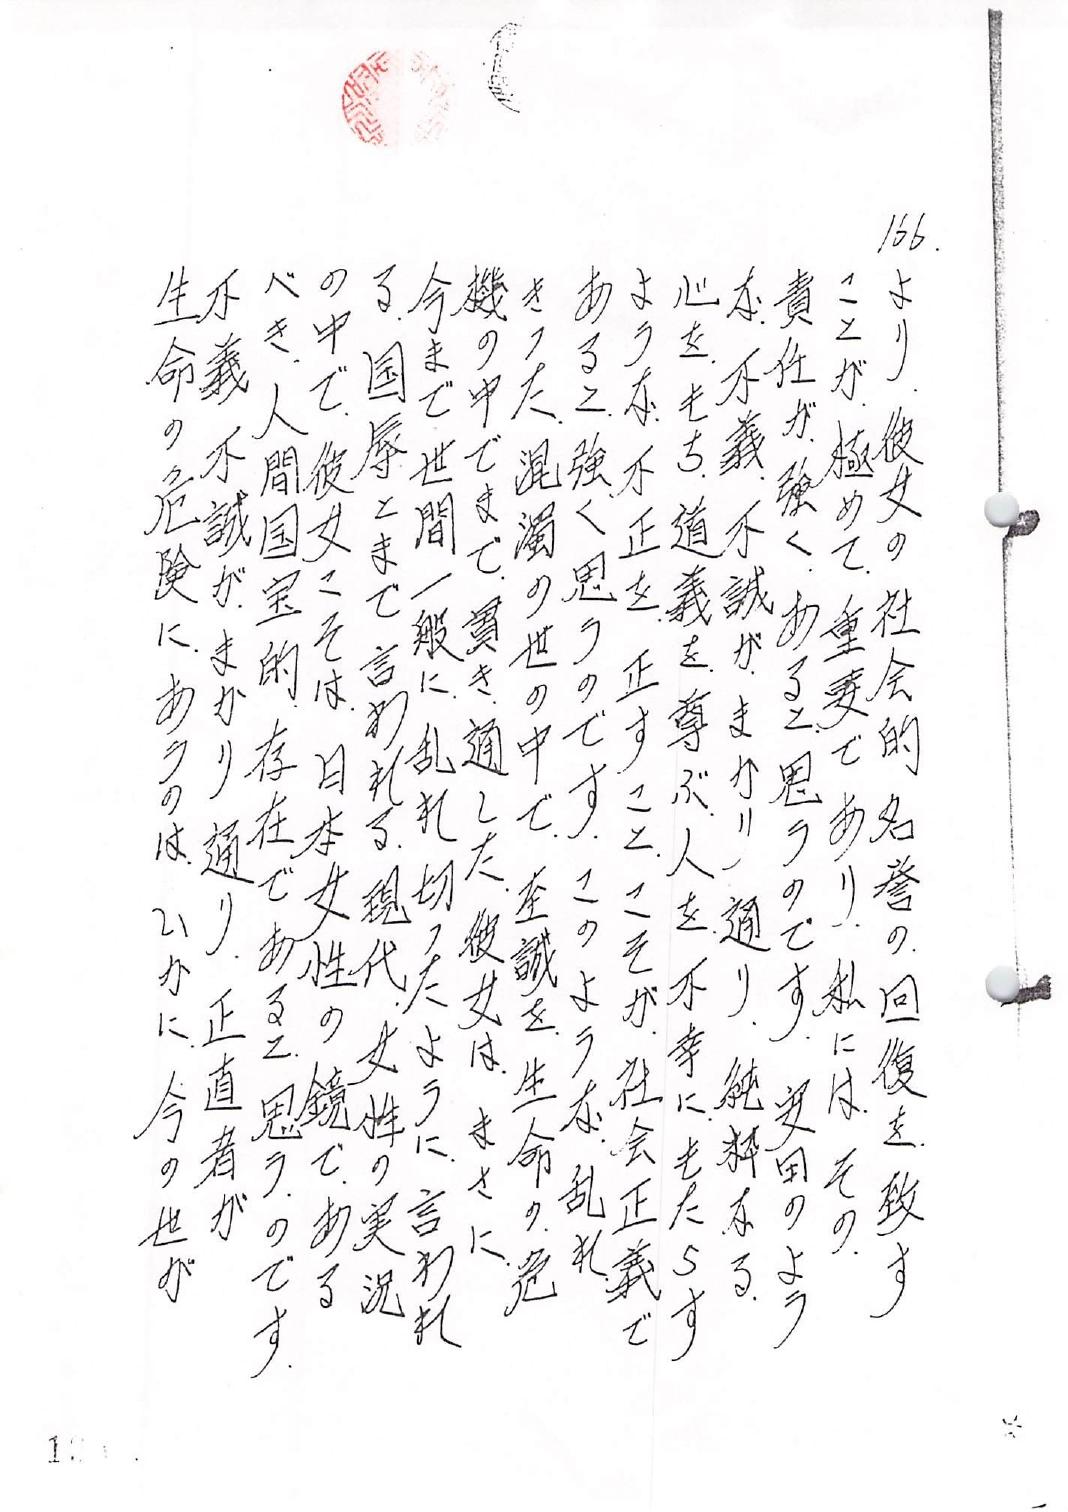 166.
より、彼女の社会的名誉の回復を、致す
ことが、極めて、重要であり、私には、その、
責任が、強く、あると、思うのです。安田のよう
な、不義、不誠が、まかり通り、純粋なる、
心を、もち、道義を、尊ぶ、人を、不幸に、もたらす
ような、不正を、正すこと、こそが、社会正義で
あると、強く思うのです。このような、乱れ、
きった、混濁の世の中で、至誠を、生命の、危
機の中でまで、貫き、通した、彼女は、まさに、
今まで世間一般に、乱れ切ったように、言われ
る、国辱とまで言われる、現代、女性の実況
の中で、彼女こそは、日本女性の鏡で、ある
べき、人間国宝的、存在であると、思う、のです。
不義、不誠が、まかり通り、正直者が
生命の危険に、あうのは、いかに、今の世が